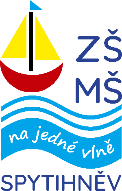 ZŠ
MŠ
na jedné vlně
SPYTIHNĚV